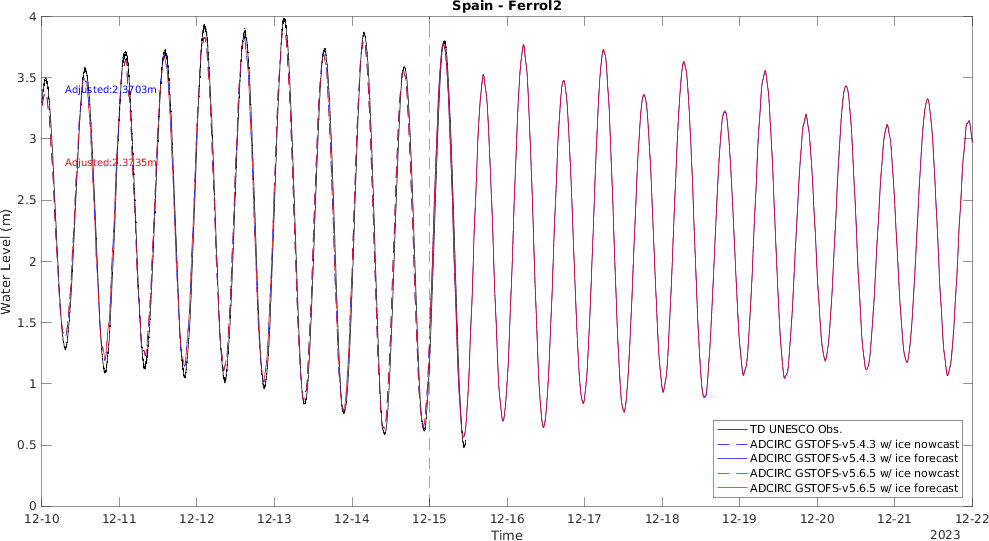 Spain - Ferrol2
4
3.5
3
2.5
2
1.5
1
0.5
0
Water Level (m)
Adjusted:2.3703m
Adjusted:2.3735m
TD UNESCO Obs.
ADCIRC GSTOFS-v5.4.3 w/ ice nowcast
ADCIRC GSTOFS-v5.4.3 w/ ice forecast
ADCIRC GSTOFS-v5.6.5 w/ ice nowcast
ADCIRC GSTOFS-v5.6.5 w/ ice forecast
12-10 12-11 12-12 12-13 12-14 12-15 12-16 12-17 12-18 12-19 12-20 12-21 12-22
Time
2023